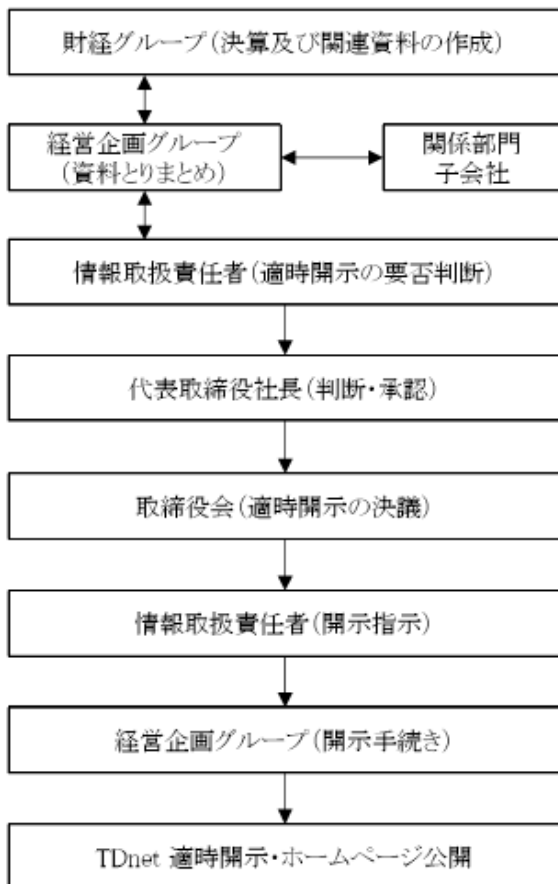 財経グループ(決算及び関連資料の作成)
経営企画グループ
(資料とりまとめ)
関係部門
子会社
情報取扱責任者(適時開示の要否判断)
代表取締役社長(判断・承認)
取締役会(適時開示の決議)
情報取扱責任者(開示指示)
経営企画グループ(開示手続き)
TDnet 適時開示・ホームページ公開